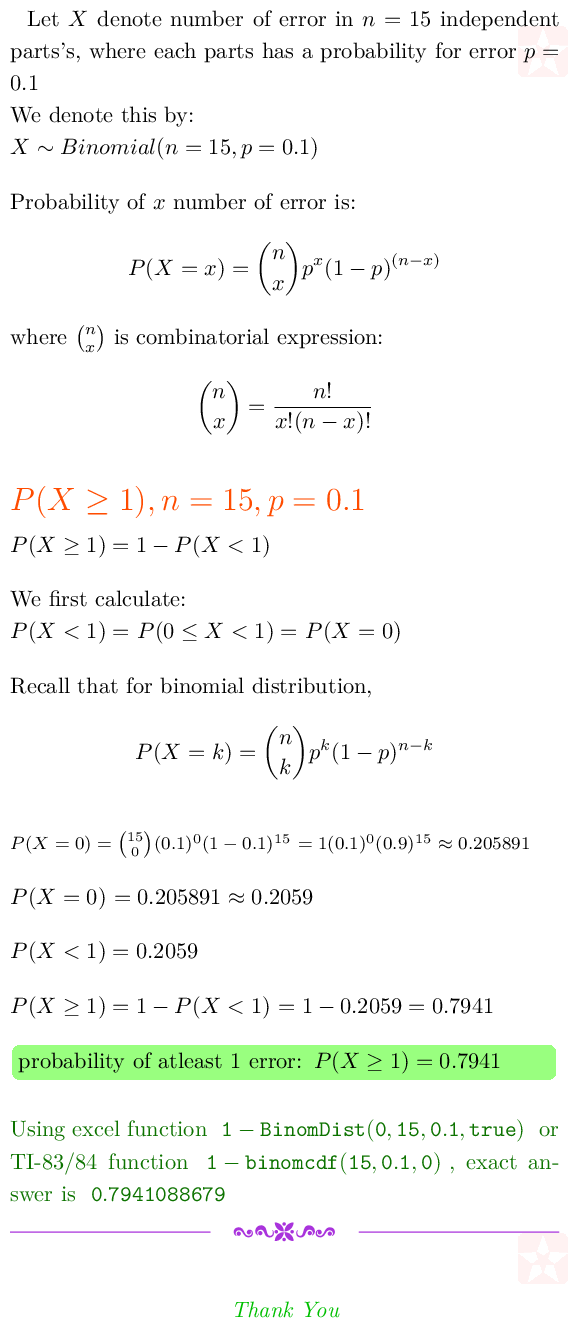 Let X denote number of error in n = 15 independent
parts's, where each parts has a probability for error p =
0.1
We denote this by:
X ∼ Binomial(n = 15, p = 0.1)
Probability of x number of error is:
P(X = x) = \binom{n}{x} p^x (1 − p)^{(n−x)}
where \binom{n}{x} is combinatorial expression:
\binom{n}{x} = \frac{n!}{x!(n − x)!}
P(X ≥ 1), n = 15, p = 0.1
P(X ≥ 1) = 1 − P(X < 1)
We first calculate:
P(X < 1) = P(0 ≤ X < 1) = P(X = 0)
Recall that for binomial distribution,
P(X = k) = \binom{n}{k} p^k (1 − p)^{n−k}
P(X = 0) = \binom{15}{0} (0.1)^0 (1 − 0.1)^{15} = 1(0.1)^0 (0.9)^{15} ≈ 0.205891
P(X = 0) = 0.205891 ≈ 0.2059
P(X < 1) = 0.2059
P(X ≥ 1) = 1 − P(X < 1) = 1 − 0.2059 = 0.7941
probability of atleast 1 error: P(X ≥ 1) = 0.7941
Using excel function 1 − BinomDist(0, 15, 0.1, true) or
TI-83/84 function 1 − binomcdf(15, 0.1, 0) , exact an-
swer is 0.7941088679
Thank You